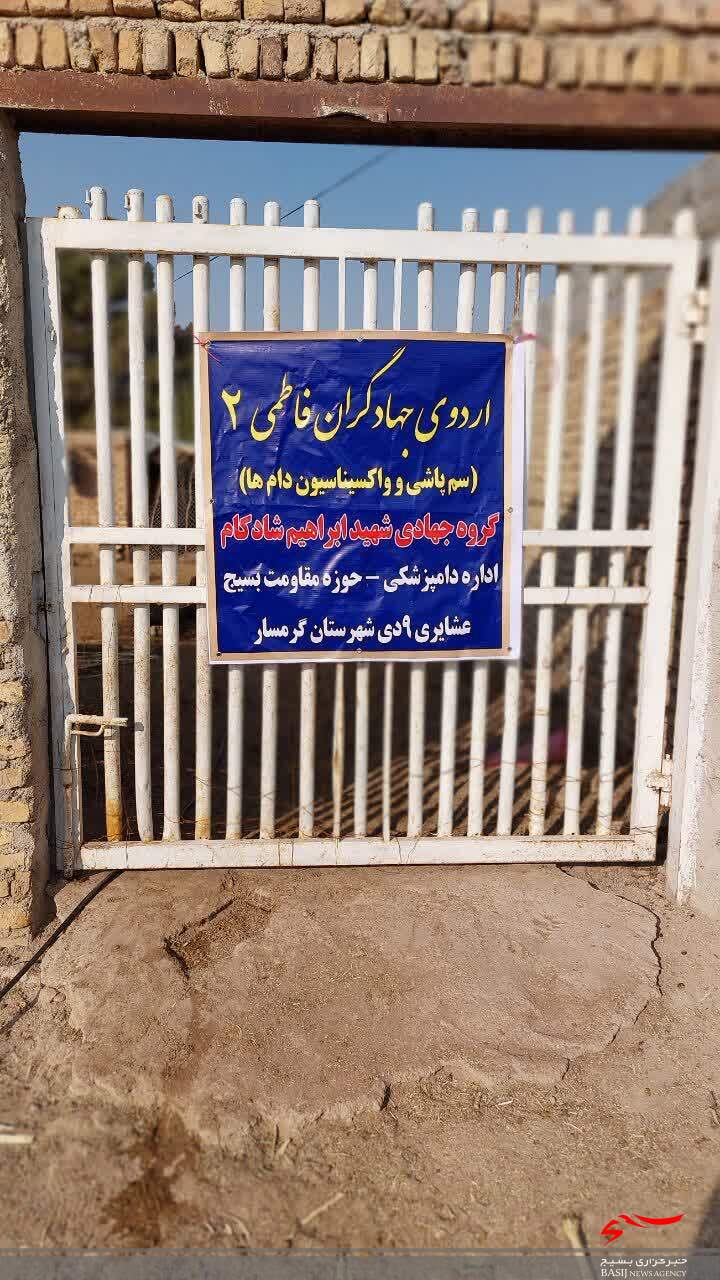 اردوی جهادگران فاطمی ۲
(سم پاشی و واکسیناسیون دام ها)
گروه جهادی شهید ابراهیم شادکام
اداره دامپزشکی - حوزه مقاومت بسیج
عشایری ۹دی شهرستان گرمسار
خبرگزاری بسیج
BASIJ NEWS AGENCY